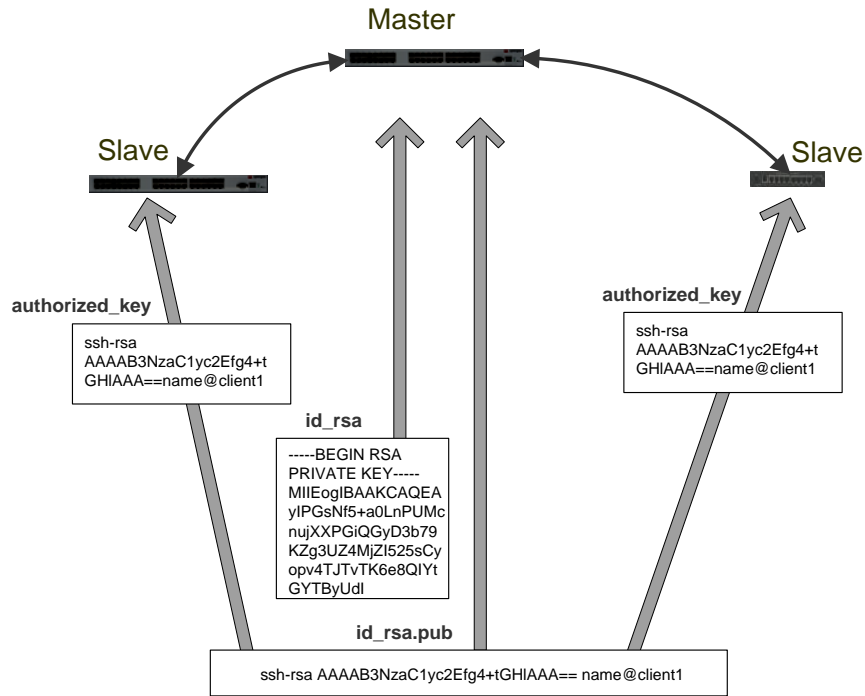 Master
Slave
Slave
authorized_key
ssh-rsa
AAAAB3NzaC1yc2Efg4+t
GHIAAA==name@client1
authorized_key
ssh-rsa
AAAAB3NzaC1yc2Efg4+t
GHIAAA==name@client1
id_rsa
-----BEGIN RSA
PRIVATE KEY-----
MIIEogIBAAKCAQEA
yIPGsNf5+a0LnPUMc
nujXXPGiQGyD3b79
KZg3UZ4MjZI525sCy
opv4TJTvTK6e8QIYt
GYTByUdI
id_rsa.pub
ssh-rsa AAAAB3NzaC1yc2Efg4+tGHIAAA== name@client1